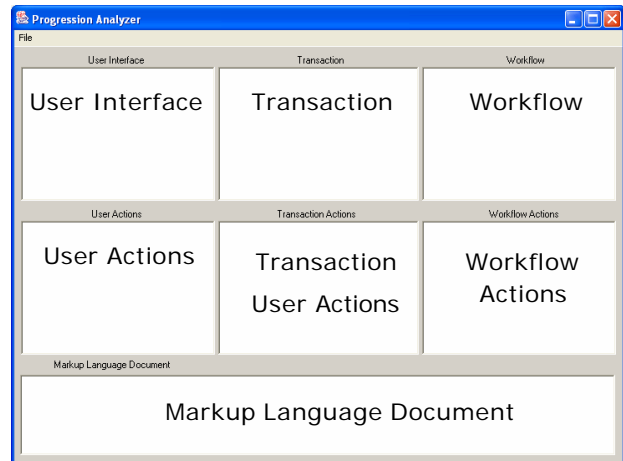 Progression Analyzer
File
User Interface
Transaction
Workflow
User Interface
Transaction
Workflow
User Actions
Transaction Actions
Workflow Actions
User Actions
Transaction
User Actions
Workflow
Actions
Markup Language Document
Markup Language Document